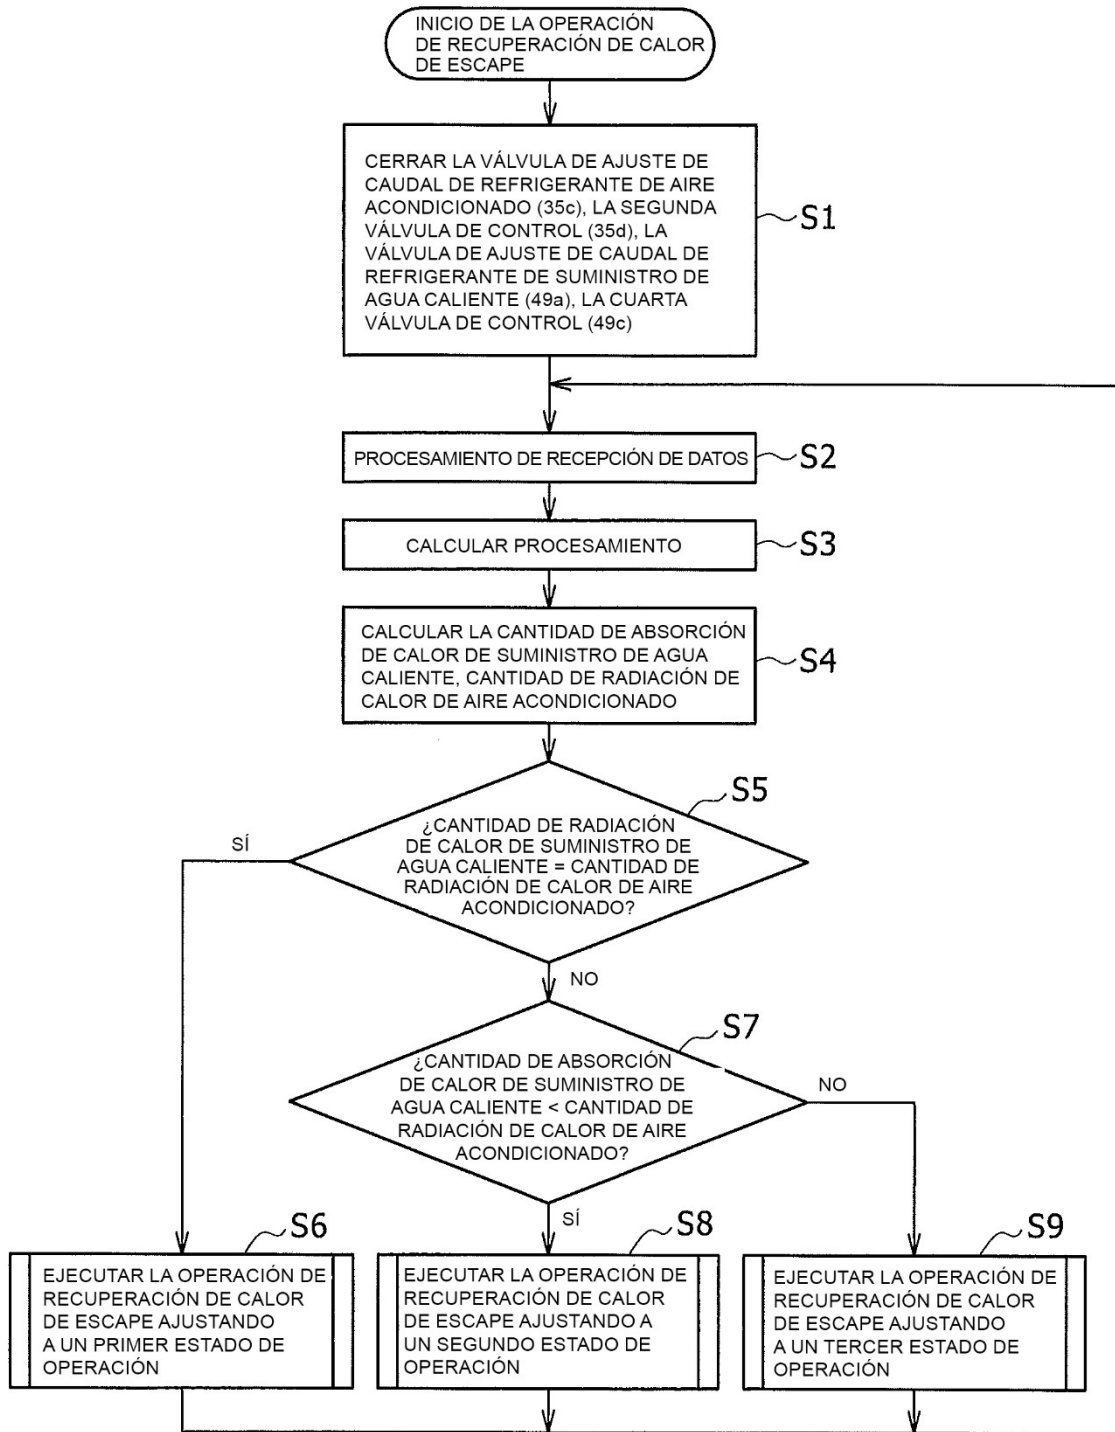 INICIO DE LA OPERACIÓN
DE RECUPERACIÓN DE CALOR
DE ESCAPE
CERRAR LA VÁLVULA DE AJUSTE DE
CAUDAL DE REFRIGERANTE DE AIRE
ACONDICIONADO (35c), LA SEGUNDA
VÁLVULA DE CONTROL (35d), LA
VÁLVULA DE AJUSTE DE CAUDAL DE
REFRIGERANTE DE SUMINISTRO DE
AGUA CALIENTE (49a), LA CUARTA
VÁLVULA DE CONTROL (49c)
S1
PROCESAMIENTO DE RECEPCIÓN DE DATOS
S2
CALCULAR PROCESAMIENTO
S3
CALCULAR LA CANTIDAD DE ABSORCIÓN
DE CALOR DE SUMINISTRO DE AGUA
CALIENTE, CANTIDAD DE RADIACIÓN DE
CALOR DE AIRE ACONDICIONADO
S4
S5
¿CANTIDAD DE RADIACIÓN
DE CALOR DE SUMINISTRO DE
AGUA CALIENTE = CANTIDAD DE
RADIACIÓN DE CALOR DE AIRE
ACONDICIONADO?
SÍ
NO
S7
¿CANTIDAD DE ABSORCIÓN
DE CALOR DE SUMINISTRO DE
AGUA CALIENTE < CANTIDAD DE
RADIACIÓN DE CALOR DE AIRE
ACONDICIONADO?
NO
SÍ
S6
EJECUTAR LA OPERACIÓN DE
RECUPERACIÓN DE CALOR
DE ESCAPE AJUSTANDO
A UN PRIMER ESTADO DE
OPERACIÓN
S8
EJECUTAR LA OPERACIÓN DE
RECUPERACIÓN DE CALOR
DE ESCAPE AJUSTANDO A
UN SEGUNDO ESTADO DE
OPERACIÓN
S9
EJECUTAR LA OPERACIÓN DE
RECUPERACIÓN DE CALOR
DE ESCAPE AJUSTANDO
A UN TERCER ESTADO DE
OPERACIÓN